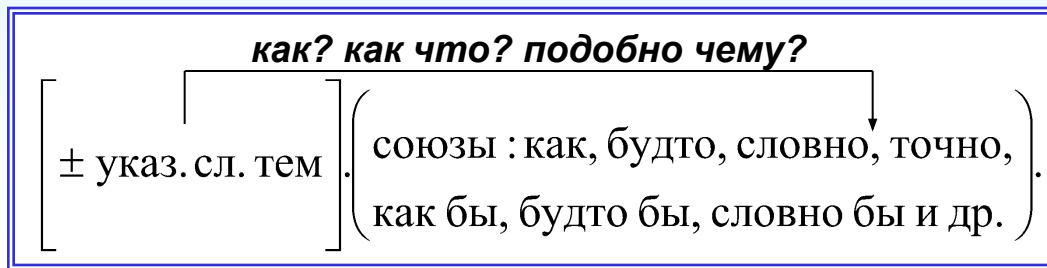 как? как что? подобно чему?
[± указ. сл. тем]. (союзы : как, будто, словно, точно,
как бы, будто бы, словно бы и др.).